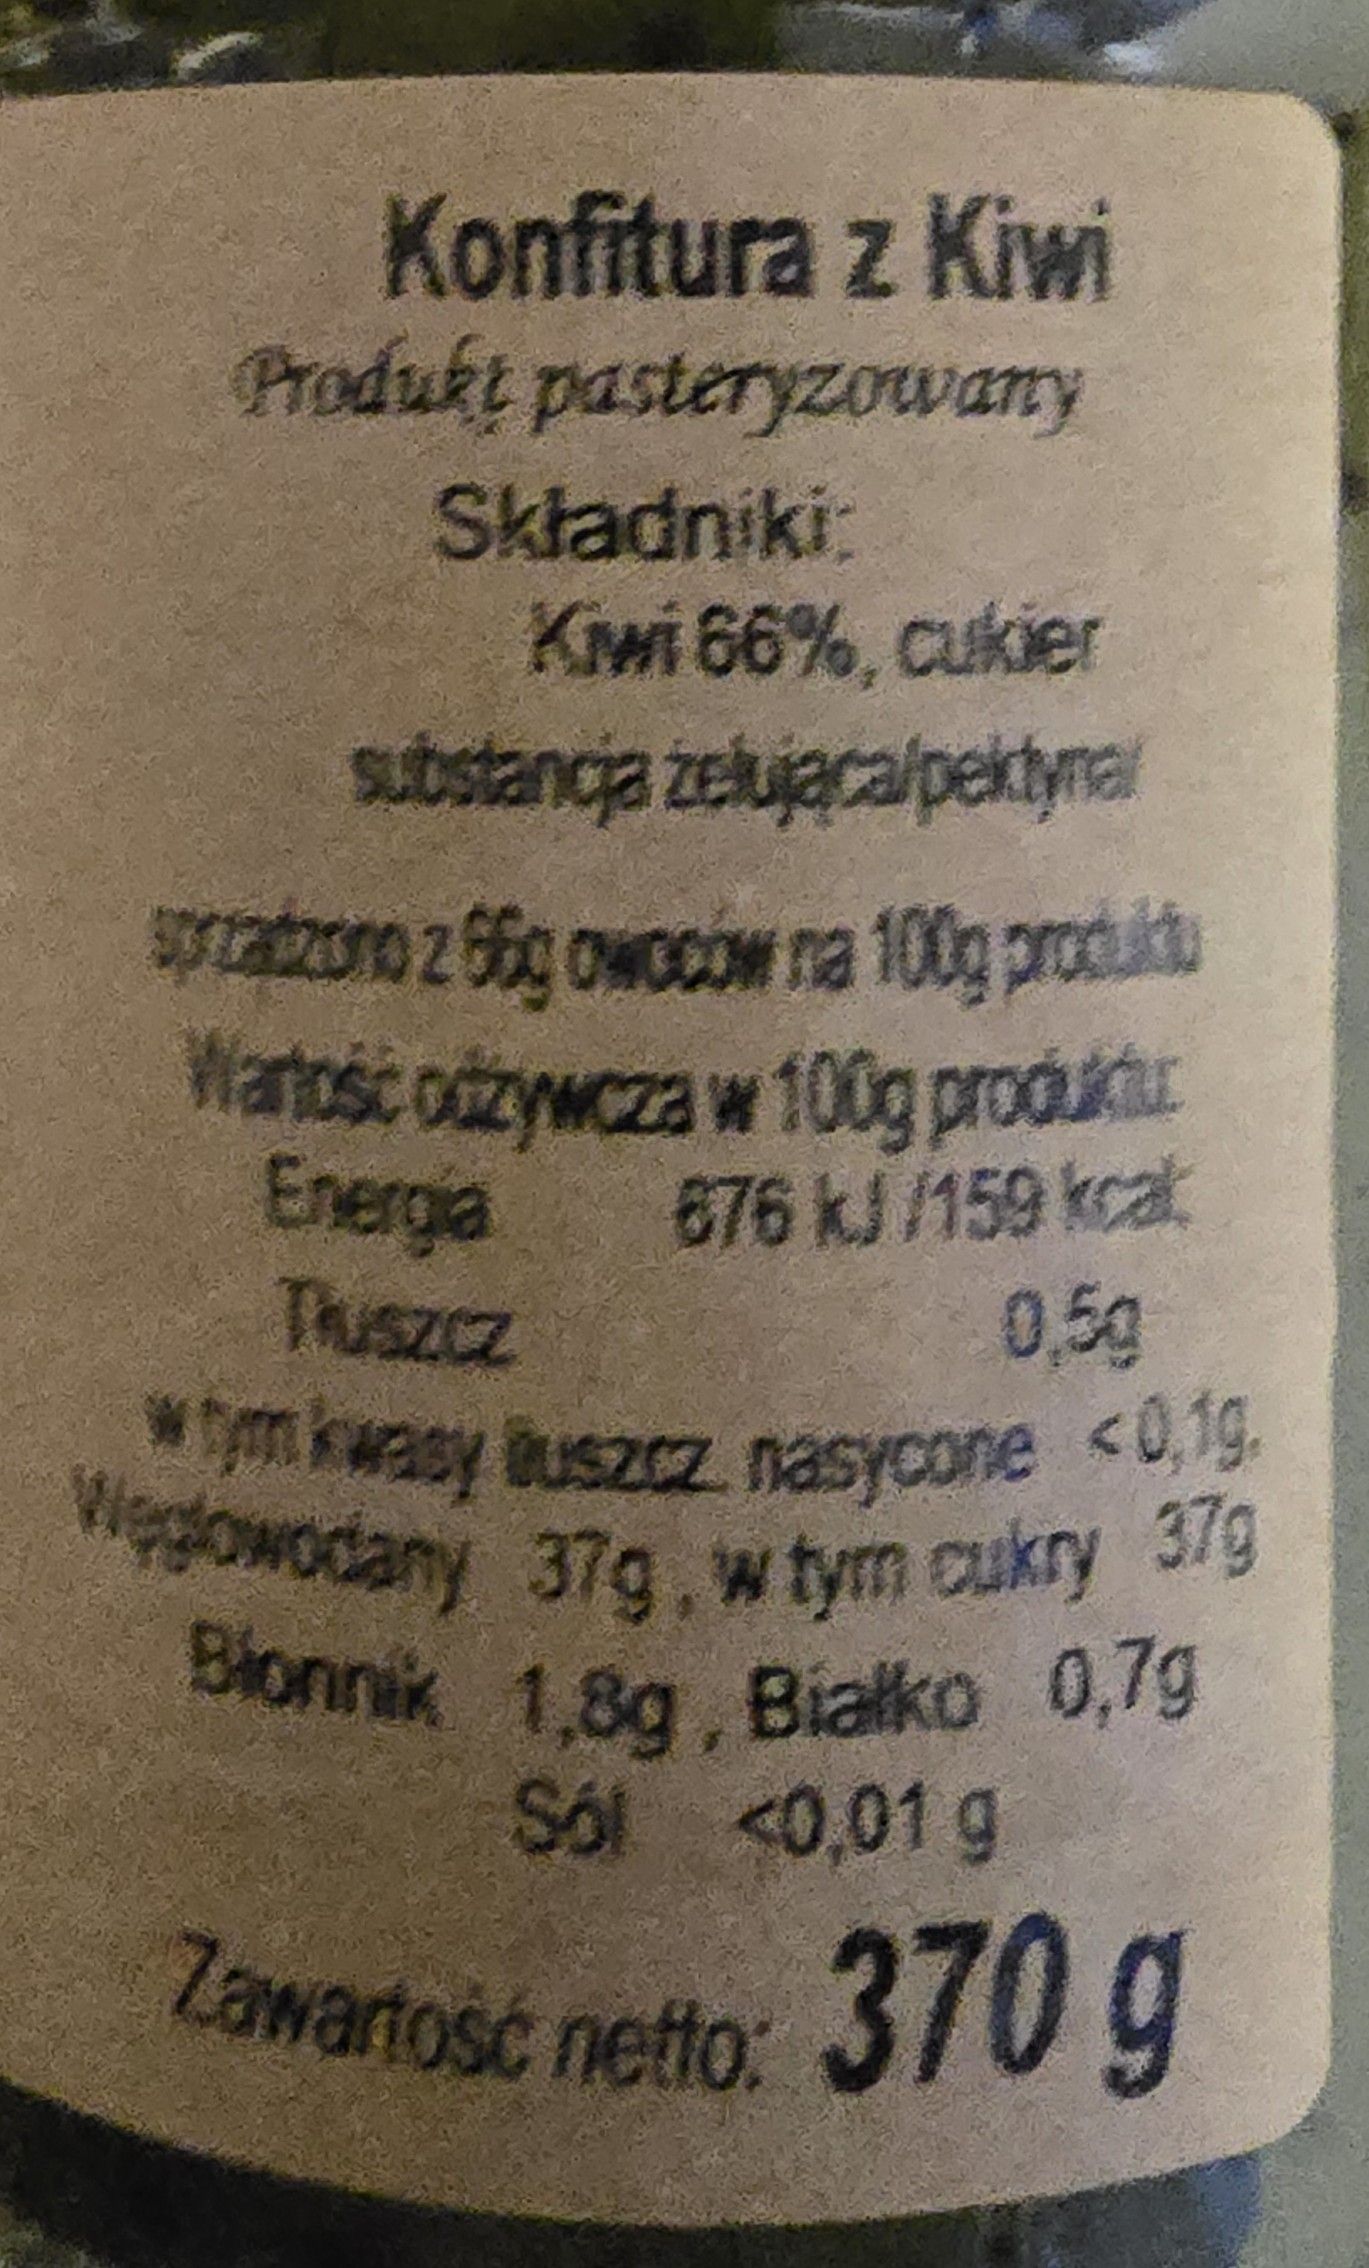 Konfitura z Kiwi
Produkt pasteryzowany
Składniki:
Kiwi 66%, cukier
substancja żelująca/pektyna/
sporządzono z 66g owoców na 100g produktu
Wartość odżywcza w 100g produktu:
Energia 676 kJ /159 kcal
Tłuszcz 0,5g
w tym kwasy tłuszcz. nasycone <0,1g.
Węglowodany 37g, w tym cukry 37g
Błonnik 1,8g, Białko 0,7g
Sól <0,01 g
Zawartość netto: 370 g